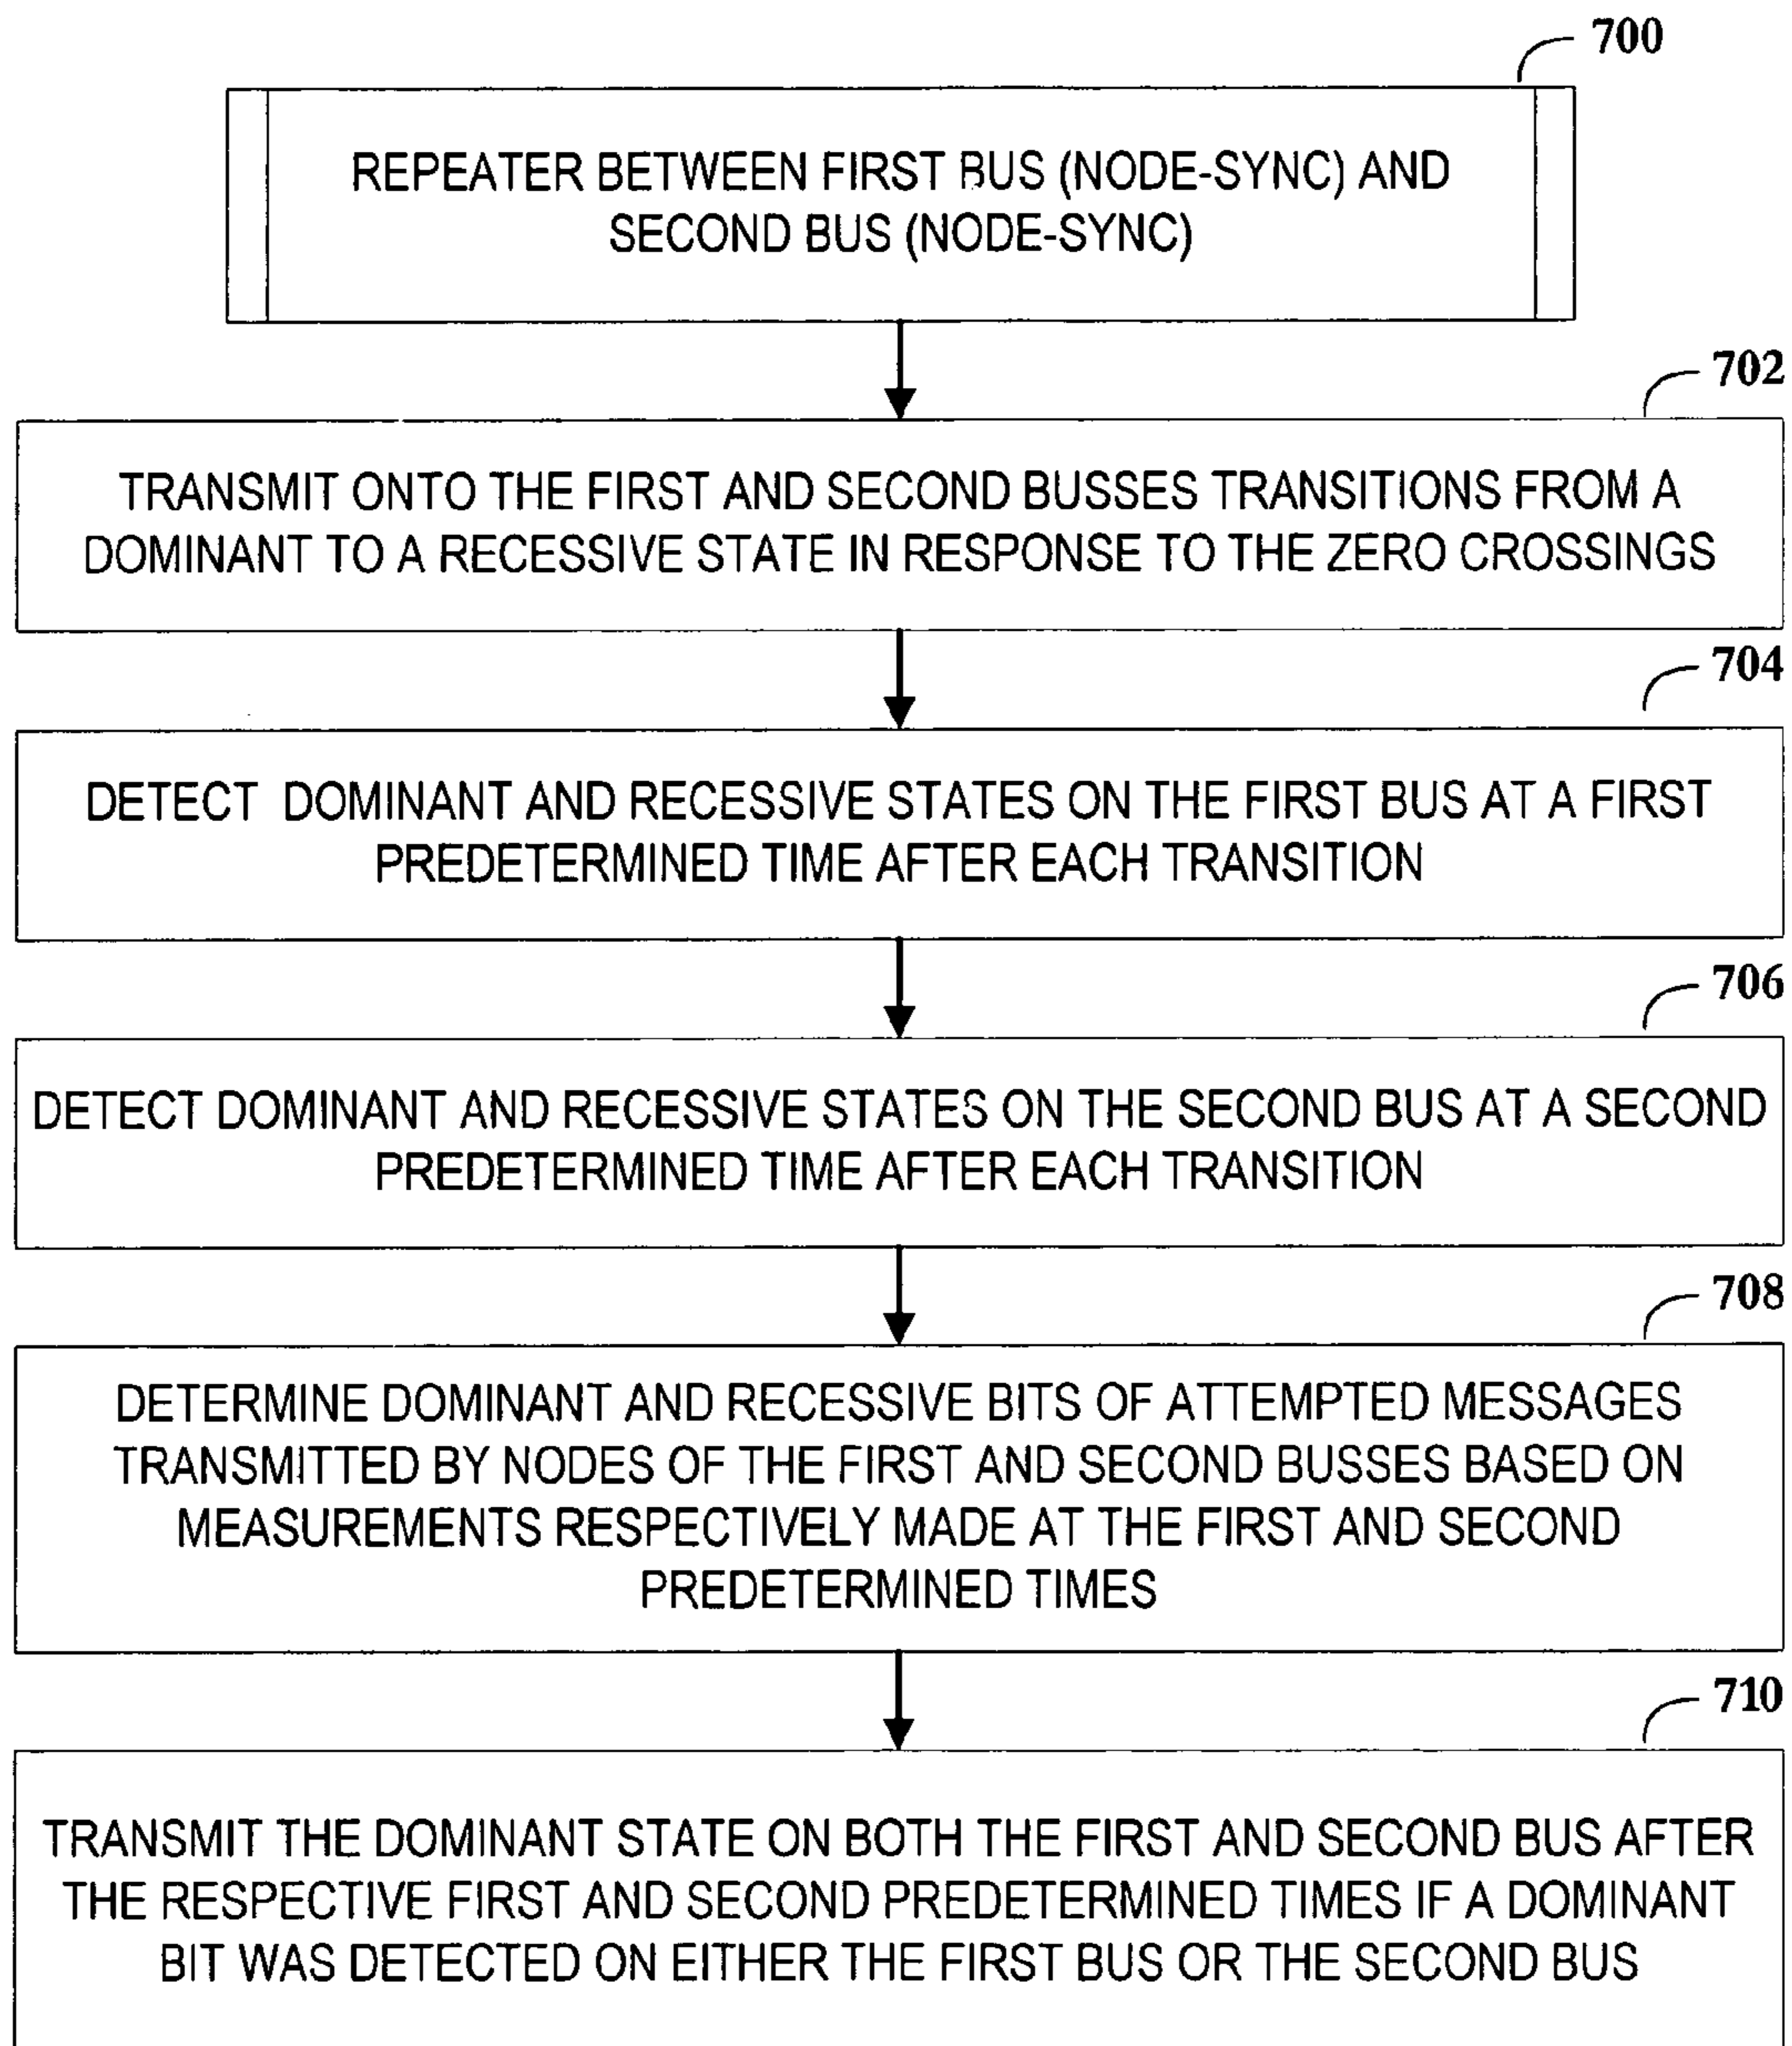 700
REPEATER BETWEEN FIRST BUS (NODE-SYNC) AND
SECOND BUS (NODE-SYNC)
702
TRANSMIT ONTO THE FIRST AND SECOND BUSSES TRANSITIONS FROM A
DOMINANT TO A RECESSIVE STATE IN RESPONSE TO THE ZERO CROSSINGS
704
DETECT DOMINANT AND RECESSIVE STATES ON THE FIRST BUS AT A FIRST
PREDETERMINED TIME AFTER EACH TRANSITION
706
DETECT DOMINANT AND RECESSIVE STATES ON THE SECOND BUS AT A SECOND
PREDETERMINED TIME AFTER EACH TRANSITION
708
DETERMINE DOMINANT AND RECESSIVE BITS OF ATTEMPTED MESSAGES
TRANSMITTED BY NODES OF THE FIRST AND SECOND BUSSES BASED ON
MEASUREMENTS RESPECTIVELY MADE AT THE FIRST AND SECOND
PREDETERMINED TIMES
710
TRANSMIT THE DOMINANT STATE ON BOTH THE FIRST AND SECOND BUS AFTER
THE RESPECTIVE FIRST AND SECOND PREDETERMINED TIMES IF A DOMINANT
BIT WAS DETECTED ON EITHER THE FIRST BUS OR THE SECOND BUS